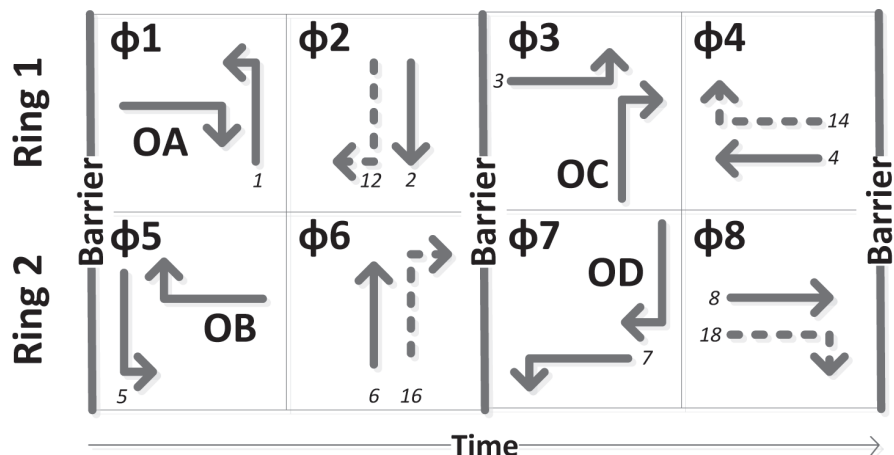 Ring 1
Barrier
ϕ1
OA
1
ϕ2
12
2
Barrier
ϕ3
3
OC
ϕ4
14
4
Barrier
Ring 2
ϕ5
OB
5
ϕ6
6
16
ϕ7
OD
7
ϕ8
8
18
Time